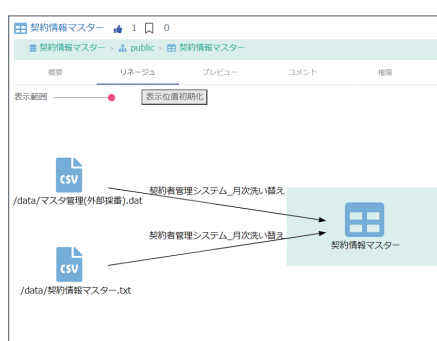 契約情報マスター 1 0
契約情報マスター › public › 契約情報マスター
概要 リネージュ プレビュー コメント 権限
表示範囲 表示位置初期化
CSV
/data/マスタ管理(外部採番).dat
契約者管理システム_月次洗い替え
契約者管理システム_月次洗い替え
契約情報マスター
CSV
/data/契約情報マスター.txt